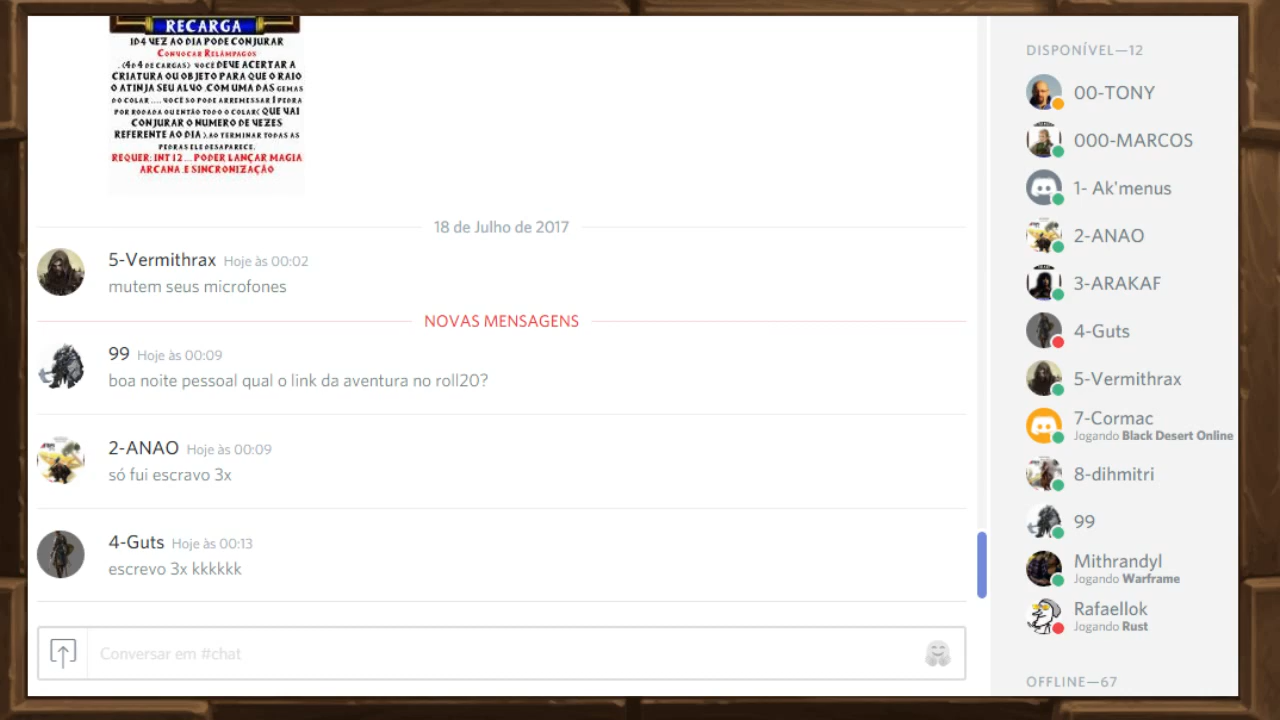 RECARGA
1D4 VEZ AO DIA PODE CONJURAR
CONVOCAR RELÂMPAGOS
.(4D4 DE CARGAS) VOCÊ DEVE ACERTAR A
CRIATURA OU OBJETO PARA QUE O RAIO
O ATINJA SEU ALVO .COM UMA DAS GEMAS
DO COLAR .... VOCÊ SO PODE ARREMESSAR 1 PEDRA
POR RODADA OU ENTÃO TODO O COLAR( QUE VAI
CONJURAR O NUMERO DE VEZES
REFERENTE AO DIA ).AO TERMINAR TODAS AS
PEDRAS ELE DESAPARECE.
REQUER: INT 12 ... PODER LANÇAR MAGIA
ARCANA E SINCRONIZAÇÃO
18 de Julho de 2017
5-Vermithrax Hoje às 00:02
mutem seus microfones
NOVAS MENSAGENS
99 Hoje às 00:09
boa noite pessoal qual o link da aventura no roll20?
2-ANAO Hoje às 00:09
só fui escravo 3x
4-Guts Hoje às 00:13
escrevo 3x kkkkkk
Conversar em #chat
DISPONÍVEL—12
00-TONY
000-MARCOS
1- Ak'menus
2-ANAO
3-ARAKAF
4-Guts
5-Vermithrax
7-Cormac
Jogando Black Desert Online
8-dihmitri
99
Mithrandyl
Jogando Warframe
Rafaellok
Jogando Rust
OFFLINE—67